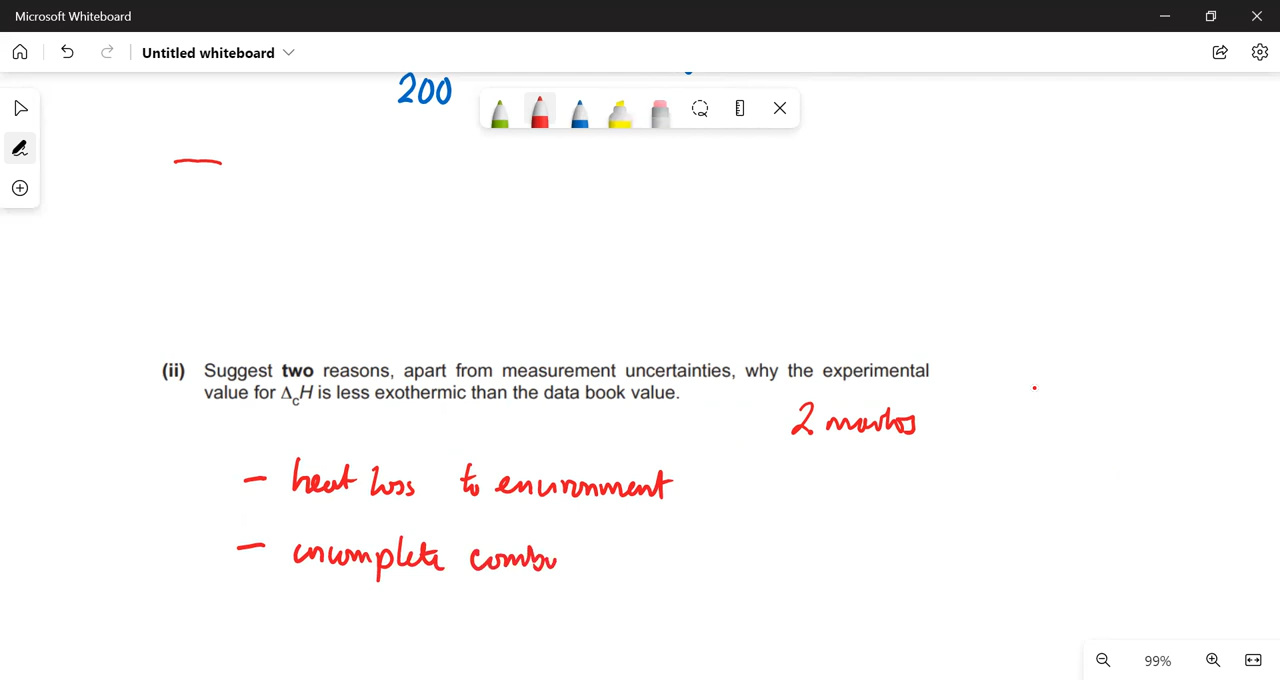 Microsoft Whiteboard
Untitled whiteboard
200
(ii) Suggest two reasons, apart from measurement uncertainties, why the experimental
value for ΔcH is less exothermic than the data book value.
2 marks
- heat loss to environment
- incomplete combu
99%